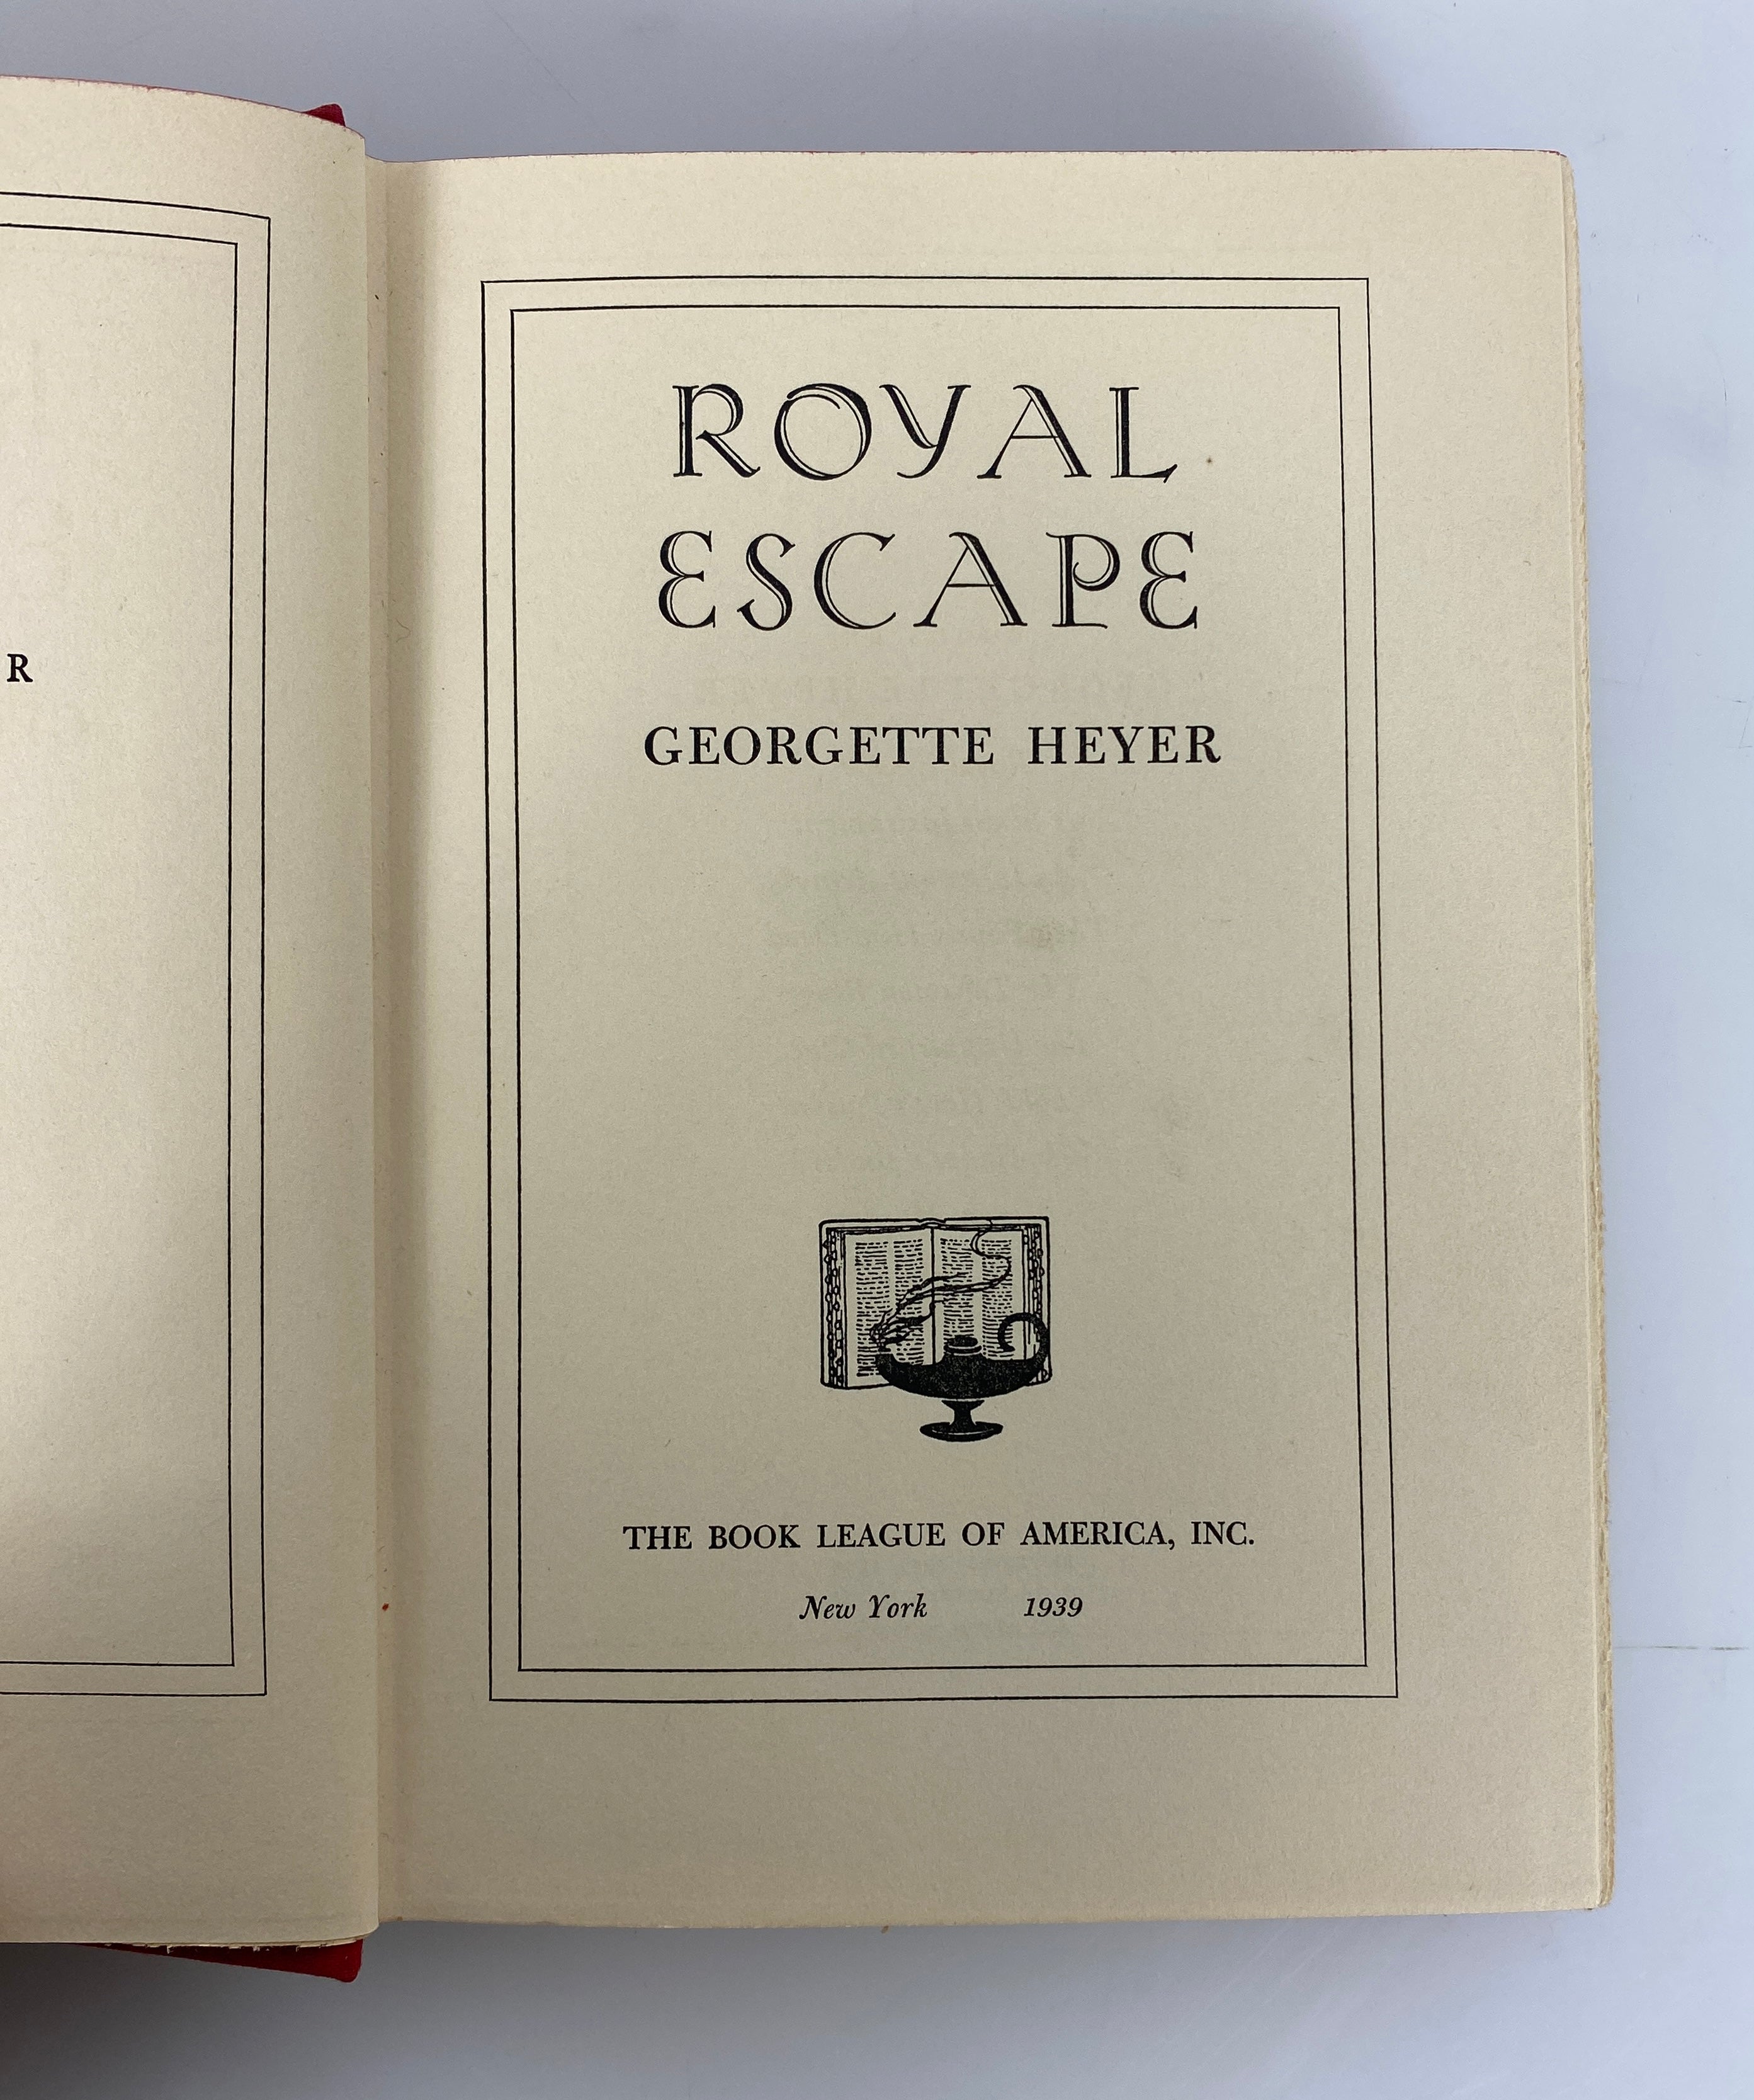 R
ROYAL
ESCAPE
GEORGETTE HEYER
THE BOOK LEAGUE OF AMERICA, INC.
New York 1939